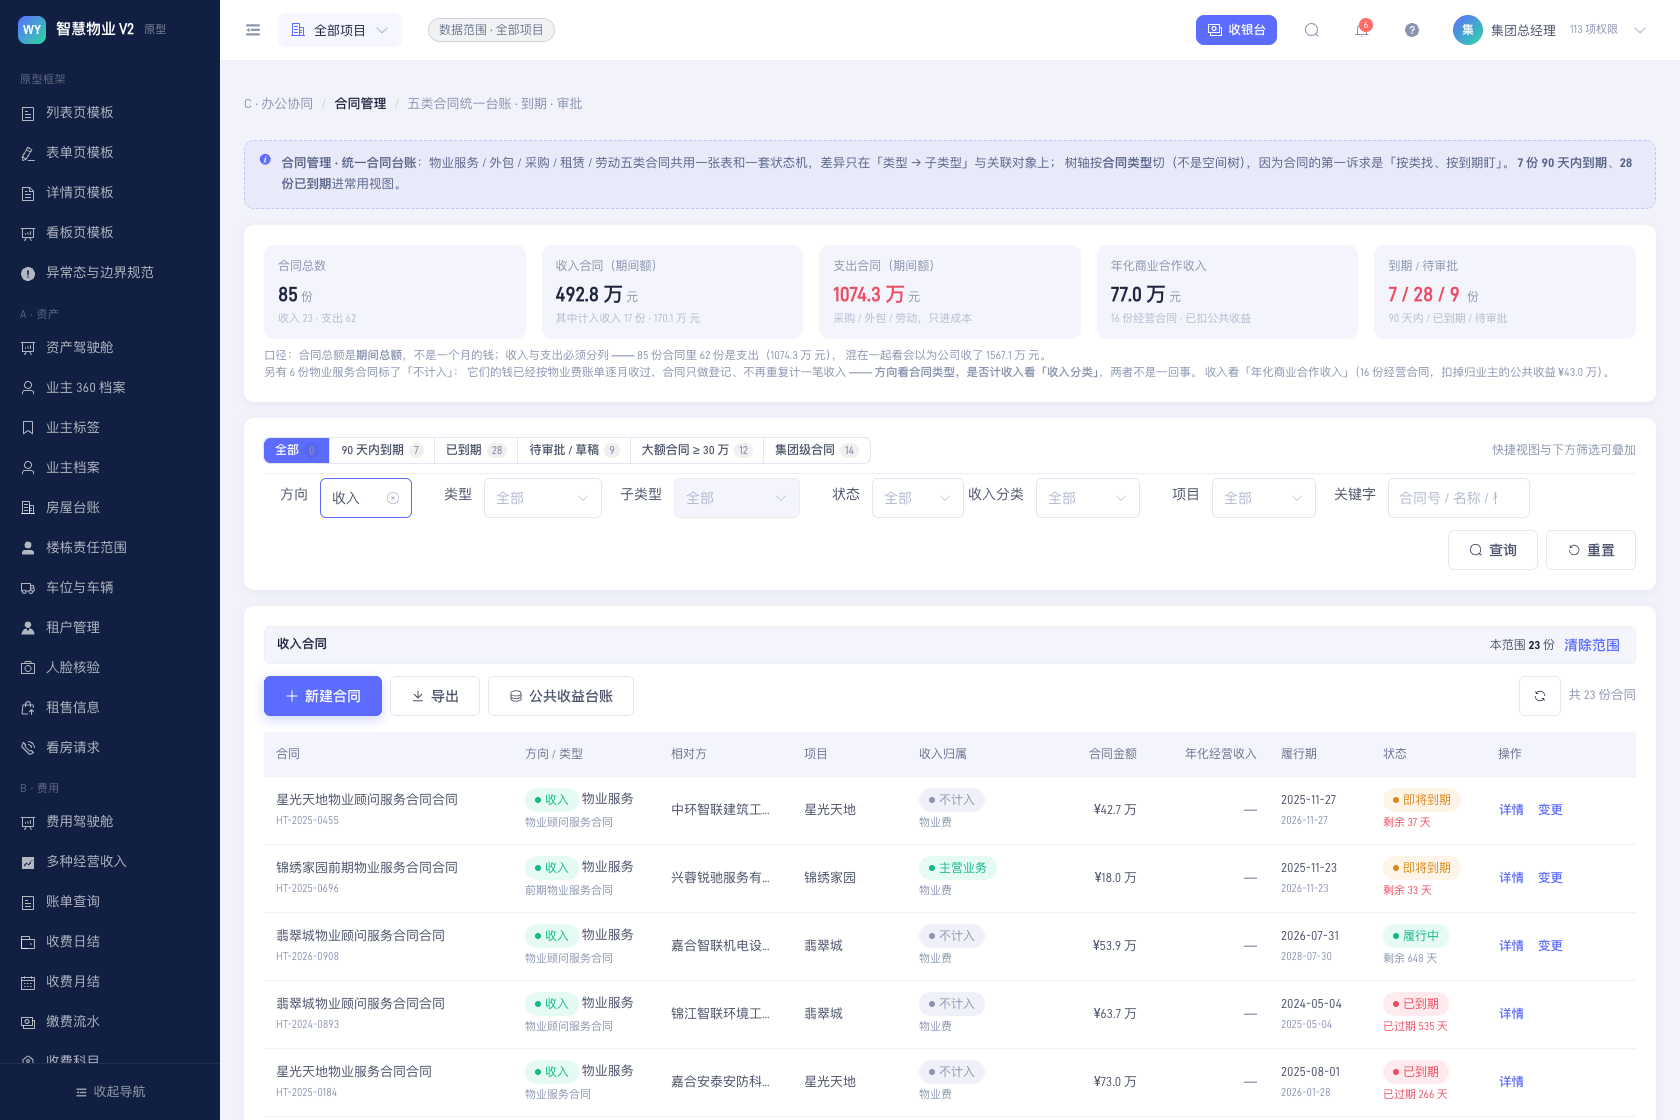 WY 智慧物业 V2 原型
原型框架
列表页模板
表单页模板
详情页模板
看板页模板
异常态与边界规范
A · 资产
资产驾驶舱
业主 360 档案
业主标签
业主档案
房屋台账
楼栋责任范围
车位与车辆
租户管理
人脸核验
租售信息
看房请求
B · 费用
费用驾驶舱
多种经营收入
账单查询
收费日结
收费月结
缴费流水
收费科目
收起导航
全部项目
数据范围 · 全部项目
收银台
6
集 集团总经理 113 项权限
C · 办公协同 / 合同管理 / 五类合同统一台账 · 到期 · 审批
合同管理 · 统一合同台账：物业服务 / 外包 / 采购 / 租赁 / 劳动五类合同共用一张表和一套状态机，差异只在「类型 → 子类型」与关联对象上； 树轴按合同类型切（不是空间树），因为合同的第一诉求是「按类找、按到期盯」。7 份 90 天内到期、28
份已到期进常用视图。
合同总数
85 份
收入 23 · 支出 62
收入合同（期间额）
492.8 万 元
其中计入收入 17 份 · 170.1 万 元
支出合同（期间额）
1074.3 万 元
采购 / 外包 / 劳动，只进成本
年化商业合作收入
77.0 万 元
16 份经营合同 · 已扣公共收益
到期 / 待审批
7 / 28 / 9 份
90 天内 / 已到期 / 待审批
口径：合同总额是期间总额，不是一个月的钱；收入与支出必须分列 —— 85 份合同里 62 份是支出（1074.3 万 元）， 混在一起看会以为公司收了 1567.1 万 元。
另有 6 份物业服务合同标了「不计入」： 它们的钱已经按物业费账单逐月收过，合同只做登记、不再重复计一笔收入 —— 方向看合同类型，是否计收入看「收入分类」，两者不是一回事。 收入看「年化商业合作收入」（16 份经营合同，扣掉归业主的公共收益 ¥43.0 万）。
全部 0
90 天内到期 7
已到期 28
待审批 / 草稿 9
大额合同 ≥ 30 万 12
集团级合同 14
快捷视图与下方筛选可叠加
方向 收入
类型 全部
子类型 全部
状态 全部
收入分类 全部
项目 全部
关键字 合同号 / 名称 /
查询
重置
收入合同
本范围 23 份 清除范围
新建合同
导出
公共收益台账
共 23 份合同
合同 方向 / 类型 相对方 项目 收入归属 合同金额 年化经营收入 履行期 状态 操作
星光天地物业顾问服务合同合同 收入 物业服务 中环智联建筑工... 星光天地 不计入 ¥42.7 万 — 2025-11-27 即将到期 详情 变更
HT-2025-0455 物业顾问服务合同 物业费 2026-11-27 剩余 37 天
锦绣家园前期物业服务合同合同 收入 物业服务 兴蓉锐驰服务有... 锦绣家园 主营业务 ¥18.0 万 — 2025-11-23 即将到期 详情 变更
HT-2025-0696 前期物业服务合同 物业费 2026-11-23 剩余 33 天
翡翠城物业顾问服务合同合同 收入 物业服务 嘉合智联机电设... 翡翠城 不计入 ¥53.9 万 — 2026-07-31 履行中 详情 变更
HT-2026-0908 物业顾问服务合同 物业费 2028-07-30 剩余 648 天
翡翠城物业顾问服务合同合同 收入 物业服务 锦江智联环境工... 翡翠城 不计入 ¥63.7 万 — 2024-05-04 已到期 详情
HT-2024-0893 物业顾问服务合同 物业费 2025-05-04 已过期 535 天
星光天地物业服务合同合同 收入 物业服务 嘉合安泰安防科... 星光天地 不计入 ¥73.0 万 — 2025-08-01 已到期 详情
HT-2025-0184 物业服务合同 物业费 2026-01-28 已过期 266 天